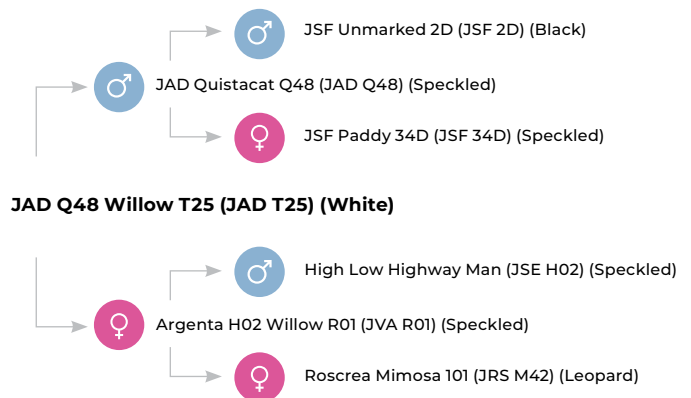 JSF Unmarked 2D (JSF 2D) (Black)
JAD Quistacat Q48 (JAD Q48) (Speckled)
JSF Paddy 34D (JSF 34D) (Speckled)
JAD Q48 Willow T25 (JAD T25) (White)
High Low Highway Man (JSE H02) (Speckled)
Argenta H02 Willow R01 (JVA R01) (Speckled)
Roscrea Mimosa 101 (JRS M42) (Leopard)